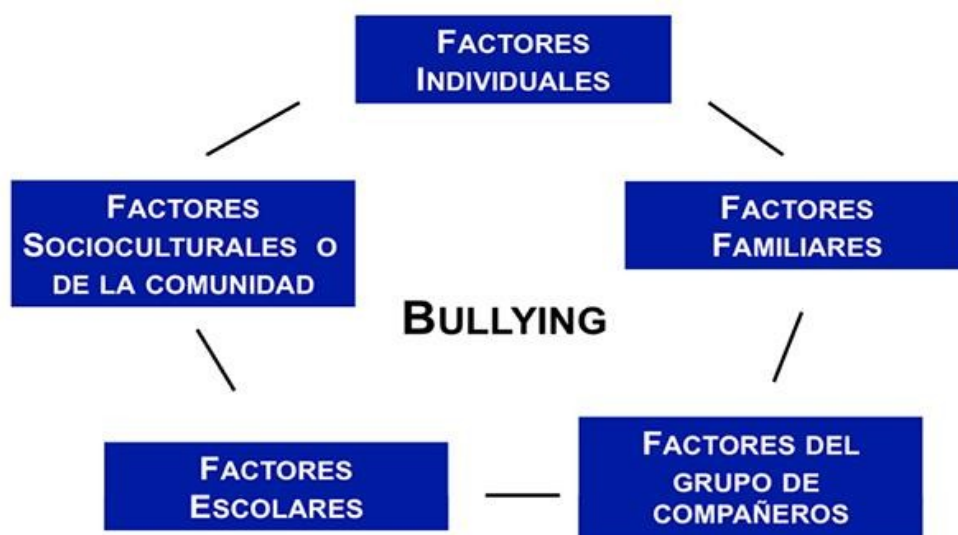 FACTORES
INDIVIDUALES
FACTORES
SOCIOCULTURALES O
DE LA COMUNIDAD
FACTORES
FAMILIARES
BULLYING
FACTORES
ESCOLARES
FACTORES DEL
GRUPO DE
COMPAÑEROS